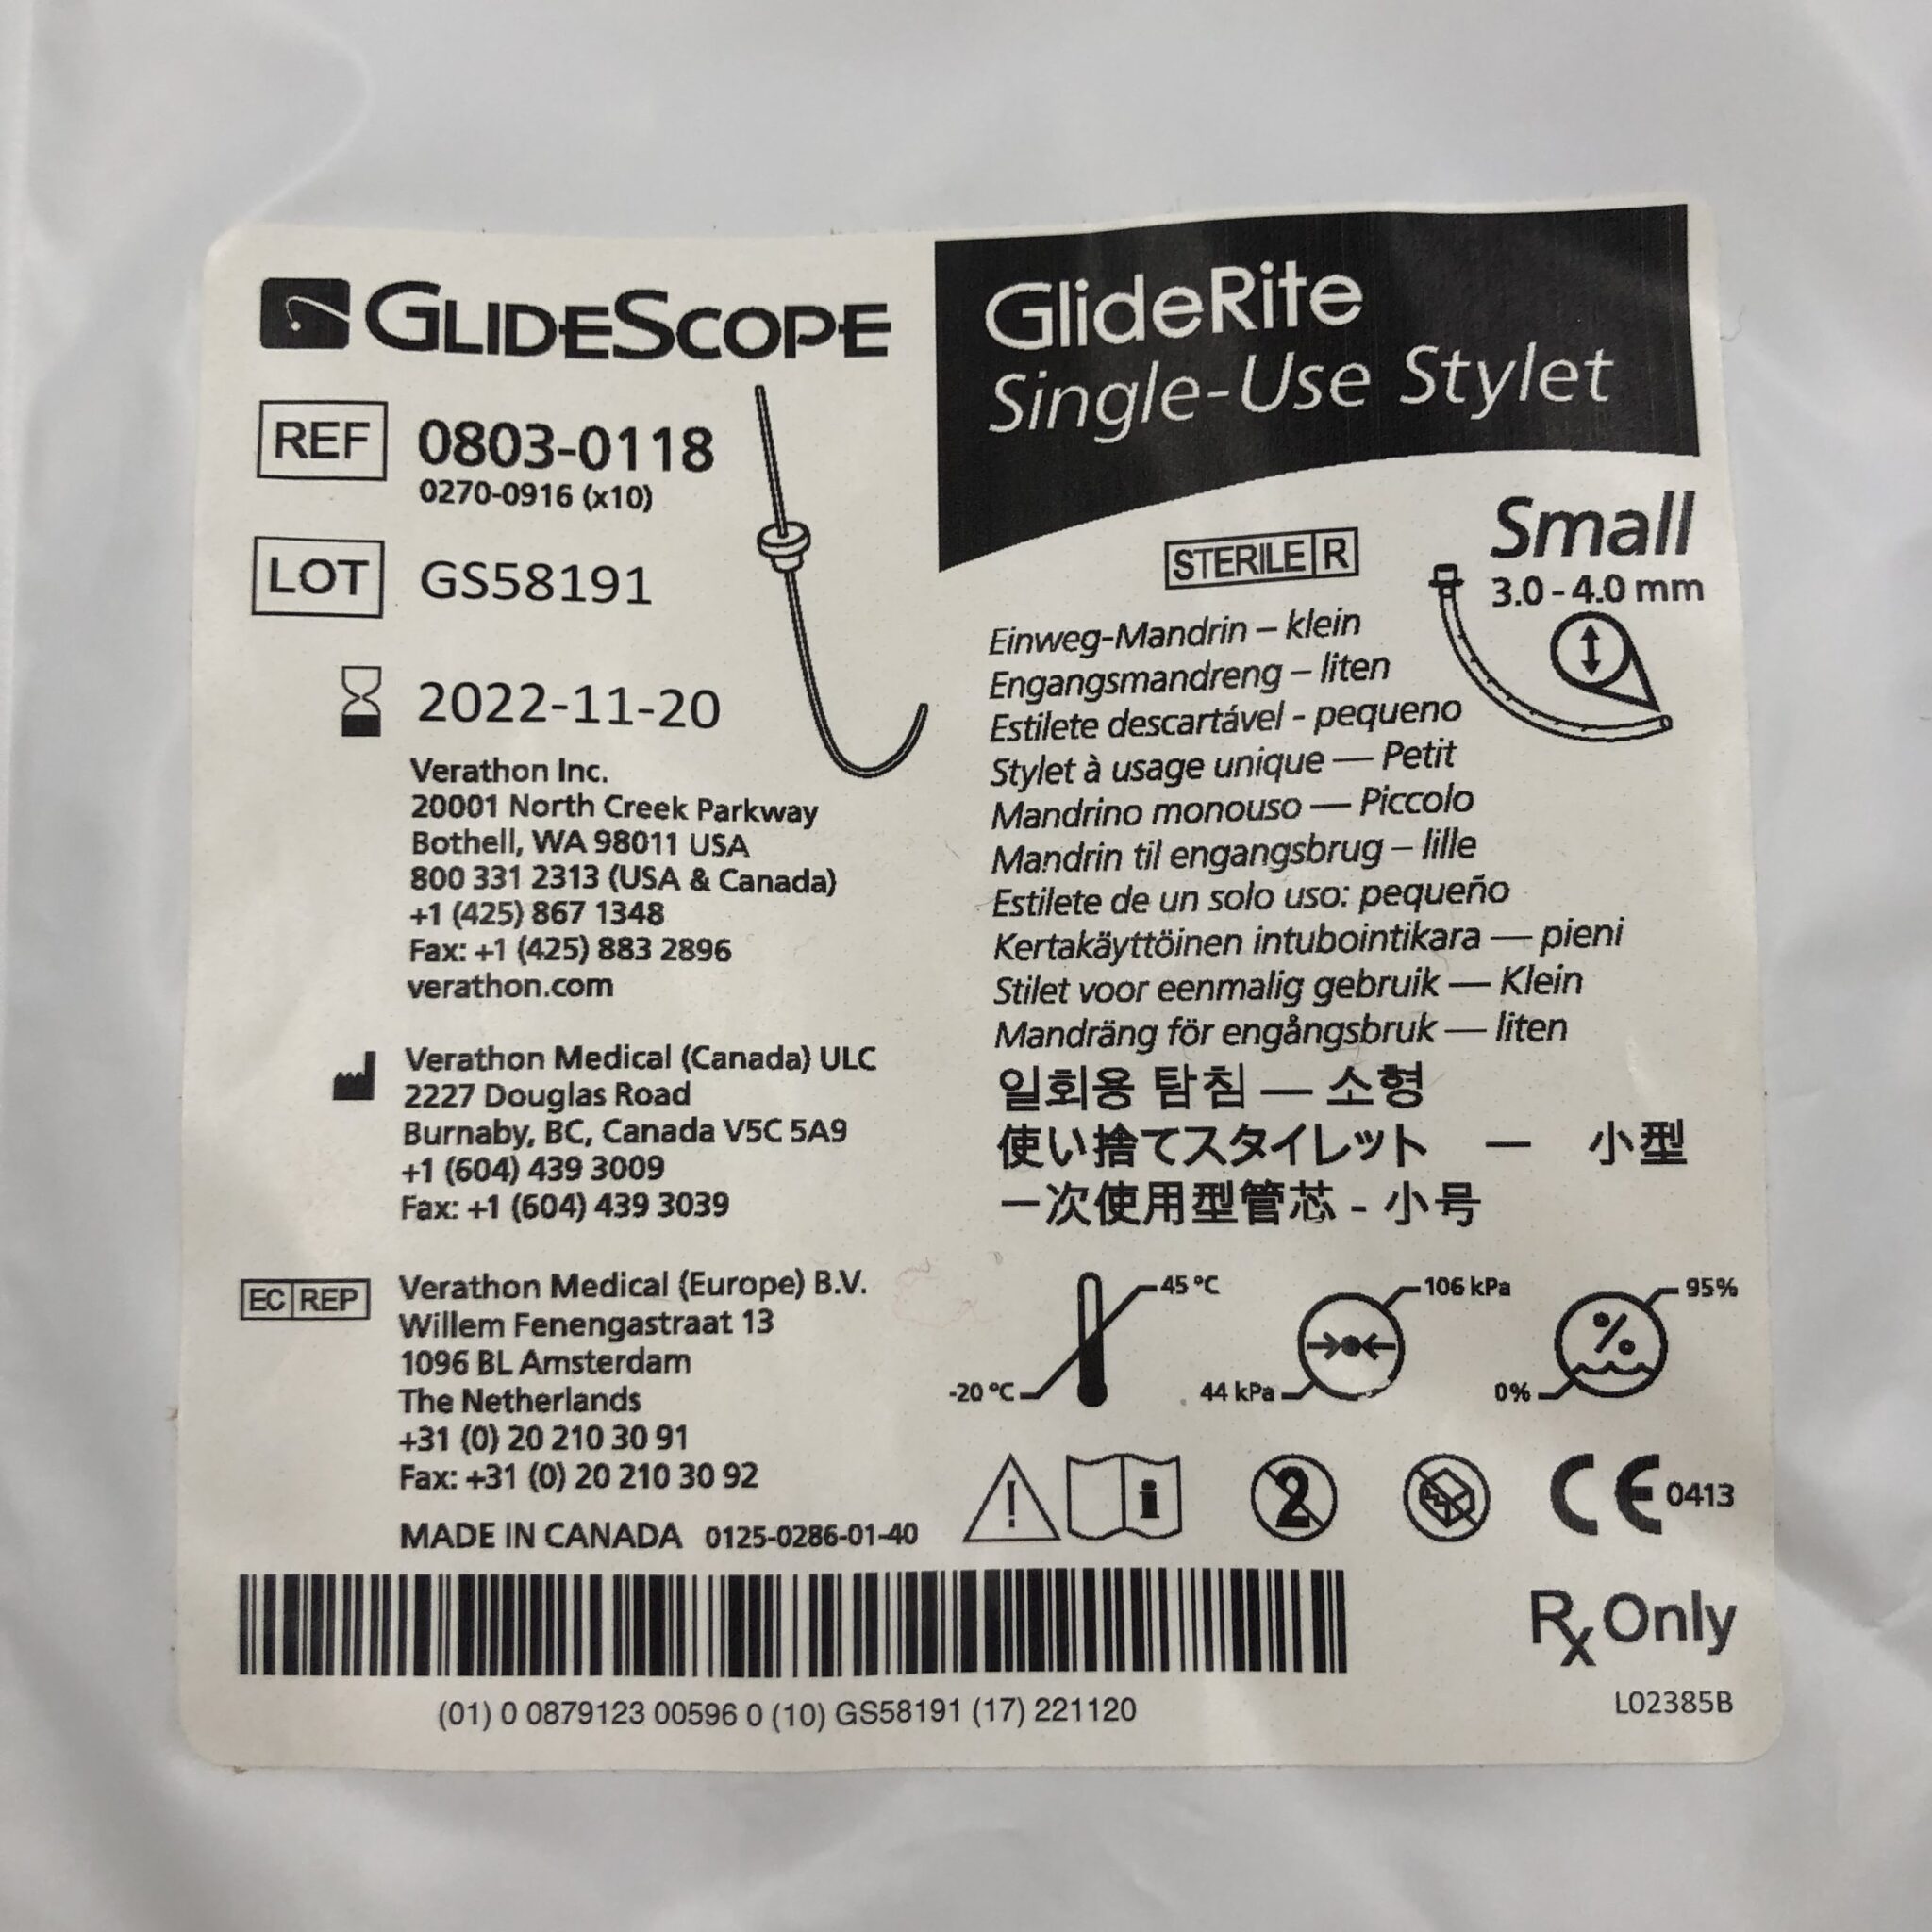 GLIDESCOPE
REF 0803-0118
0270-0916 (x10)
LOT GS58191
2022-11-20
Verathon Inc.
20001 North Creek Parkway
Bothell, WA 98011 USA
800 331 2313 (USA & Canada)
+1 (425) 867 1348
Fax: +1 (425) 883 2896
verathon.com
Verathon Medical (Canada) ULC
2227 Douglas Road
Burnaby, BC, Canada V5C 5A9
+1 (604) 439 3009
Fax: +1 (604) 439 3039
EC REP Verathon Medical (Europe) B.V.
Willem Fenengastraat 13
1096 BL Amsterdam
The Netherlands
+31 (0) 20 210 30 91
Fax: +31 (0) 20 210 30 92
MADE IN CANADA 0125-0286-01-40
GlideRite
Single-Use Stylet
Small
3.0 - 4.0 mm
STERILE R
Einweg-Mandrin – klein
Engangsmandreng – liten
Estilete descartável - pequeno
Stylet à usage unique — Petit
Mandrino monouso — Piccolo
Mandrin til engangsbrug – lille
Estilete de un solo uso: pequeño
Kertakäyttöinen intubointikara — pieni
Stilet voor eenmalig gebruik — Klein
Mandräng för engångsbruk — liten
일회용 탐침 — 소형
使い捨てスタイレット ー 小型
一次使用型管芯 - 小号
45 °C
-20 °C
106 kPa
44 kPa
%
95%
0%
! i 2 CE 0413
Rx Only
L02385B
(01) 0 0879123 00596 0 (10) GS58191 (17) 221120